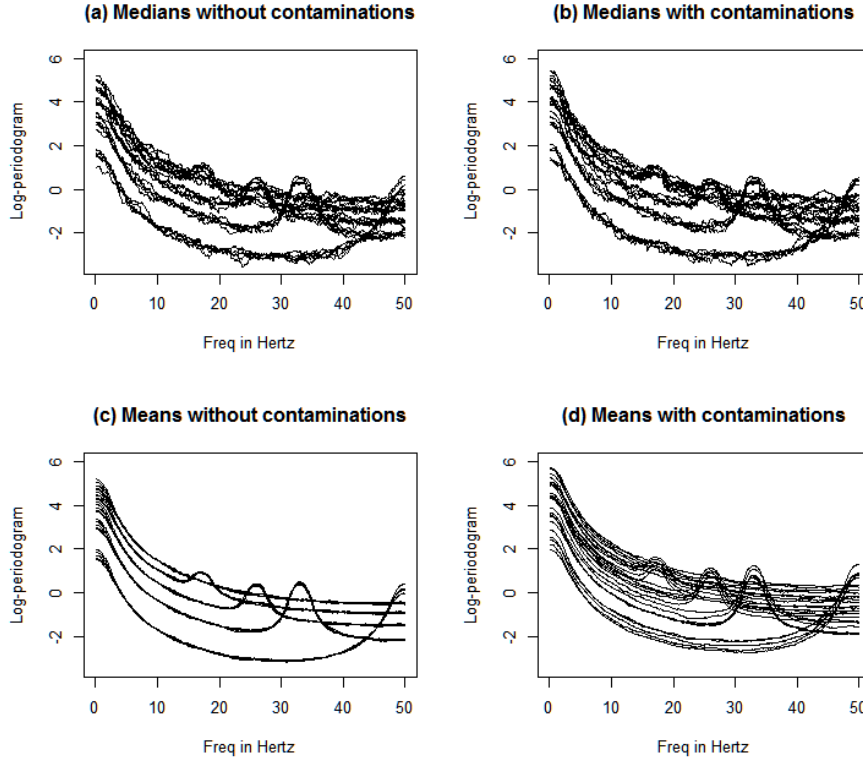 (a) Medians without contaminations
6
4
2
0
-2
Log-periodogram
0 10 20 30 40 50
Freq in Hertz
(b) Medians with contaminations
6
4
2
0
-2
Log-periodogram
0 10 20 30 40 50
Freq in Hertz
(c) Means without contaminations
6
4
2
0
-2
Log-periodogram
0 10 20 30 40 50
Freq in Hertz
(d) Means with contaminations
6
4
2
0
-2
Log-periodogram
0 10 20 30 40 50
Freq in Hertz